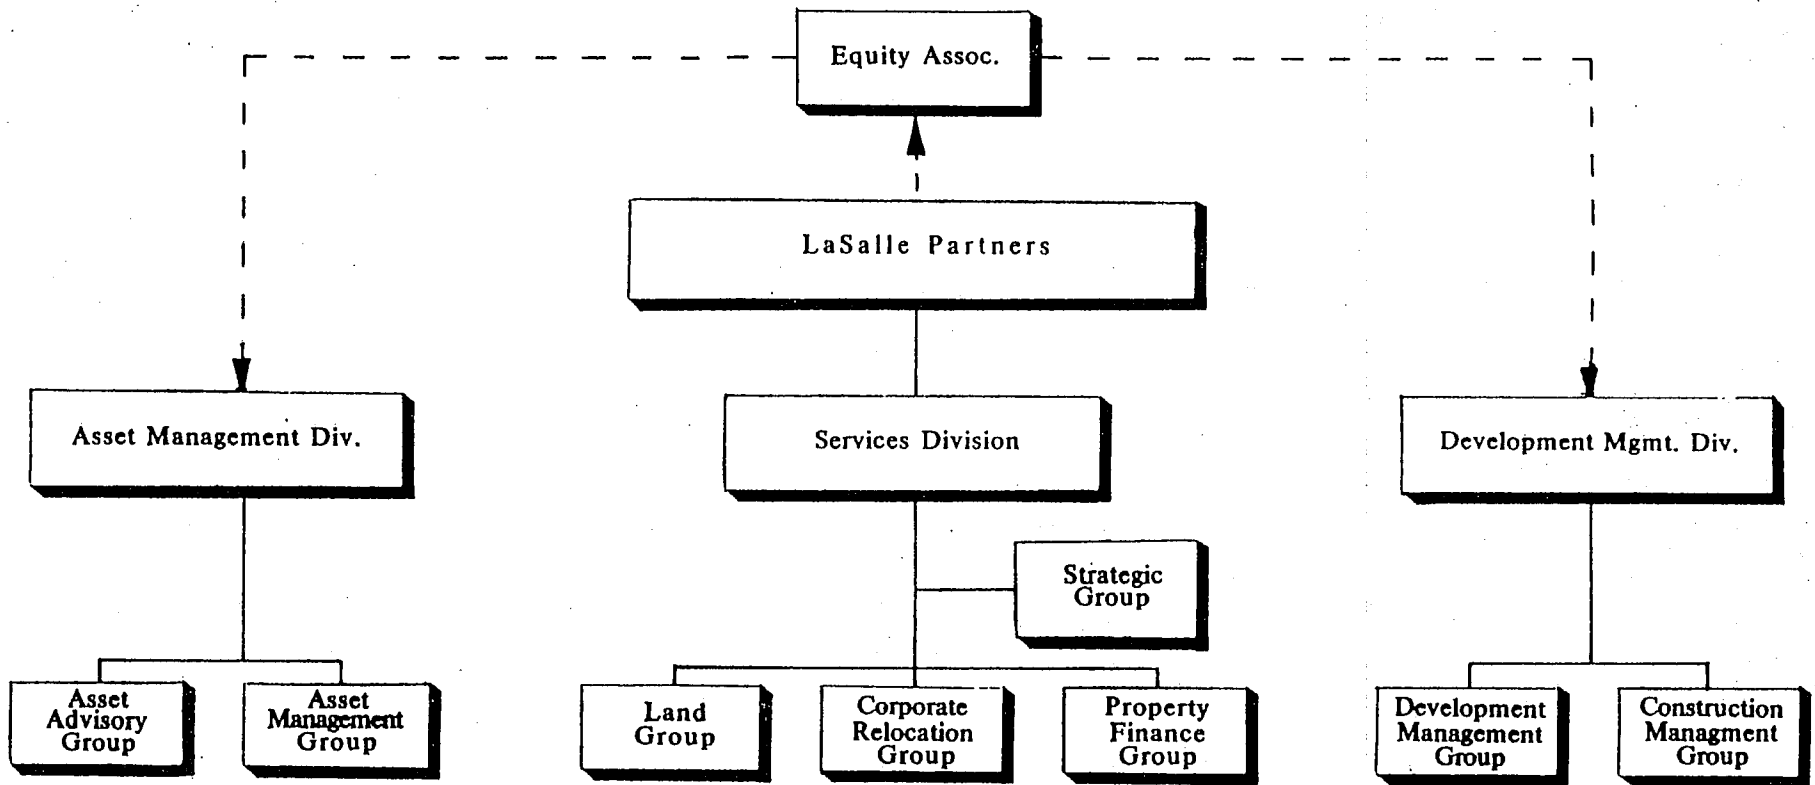 Equity Assoc.
LaSalle Partners
Asset Management Div.
Services Division
Development Mgmt. Div.
Strategic
Group
Asset
Advisory
Group
Asset
Management
Group
Land
Group
Corporate
Relocation
Group
Property
Finance
Group
Development
Management
Group
Construction
Managment
Group